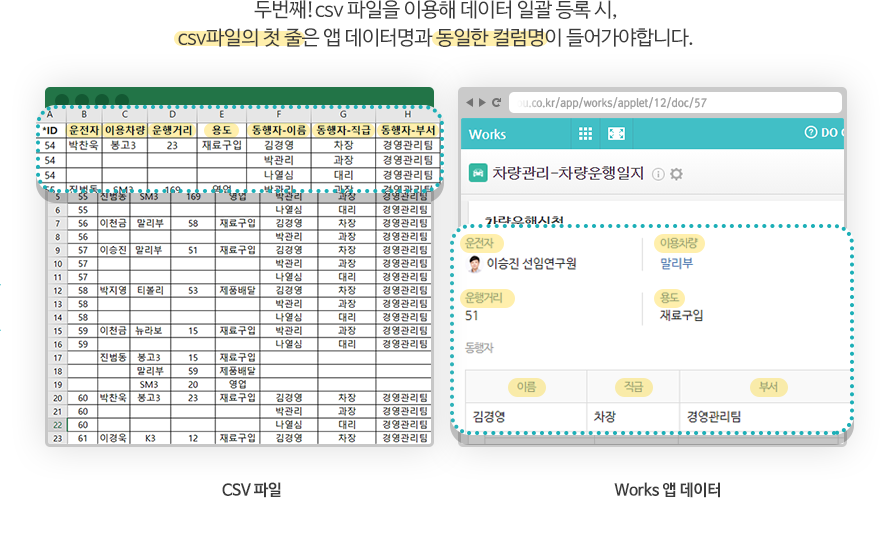 두번째! csv 파일을 이용해 데이터 일괄 등록 시,
csv파일의 첫 줄은 앱 데이터명과 동일한 컬럼명이 들어가야합니다.
A B C D E F G H
*ID 운전자 이용차량 운행거리 용도 동행자-이름 동행자-직급 동행자-부서
54 박찬욱 봉고3 23 재료구입 김경영 차장 경영관리팀
54 박관리 과장 경영관리팀
54 나열심 대리 경영관리팀
5 55 진범동 SM3 169 영업 박관리 과장 경영관리팀
6 55 나열심 대리 경영관리팀
7 56 이천금 말리부 58 재료구입 김경영 차장 경영관리팀
8 56 박관리 과장 경영관리팀
9 57 이승진 말리부 51 재료구입 김경영 차장 경영관리팀
10 57 박관리 과장 경영관리팀
11 57 나열심 대리 경영관리팀
12 58 박지영 티볼리 53 제품배달 김경영 차장 경영관리팀
13 58 박관리 과장 경영관리팀
14 58 나열심 대리 경영관리팀
15 59 이천금 뉴라보 15 재료구입 박관리 과장 경영관리팀
16 59 나열심 대리 경영관리팀
17 진범동 봉고3 15 재료구입
18 말리부 59 제품배달
19 SM3 20 영업
20 60 박찬욱 봉고3 23 재료구입 김경영 차장 경영관리팀
21 60 박관리 과장 경영관리팀
22 60 나열심 대리 경영관리팀
23 61 이경욱 K3 12 재료구입 김경영 차장 경영관리팀
CSV 파일
.co.kr/app/works/applet/12/doc/57
Works DO
차량관리-차량운행일지
차량운행신청
운전자 이용차량
이승진 선임연구원 말리부
운행거리 용도
51 재료구입
동행자
이름 직급 부서
김경영 차장 경영관리팀
Works 앱 데이터